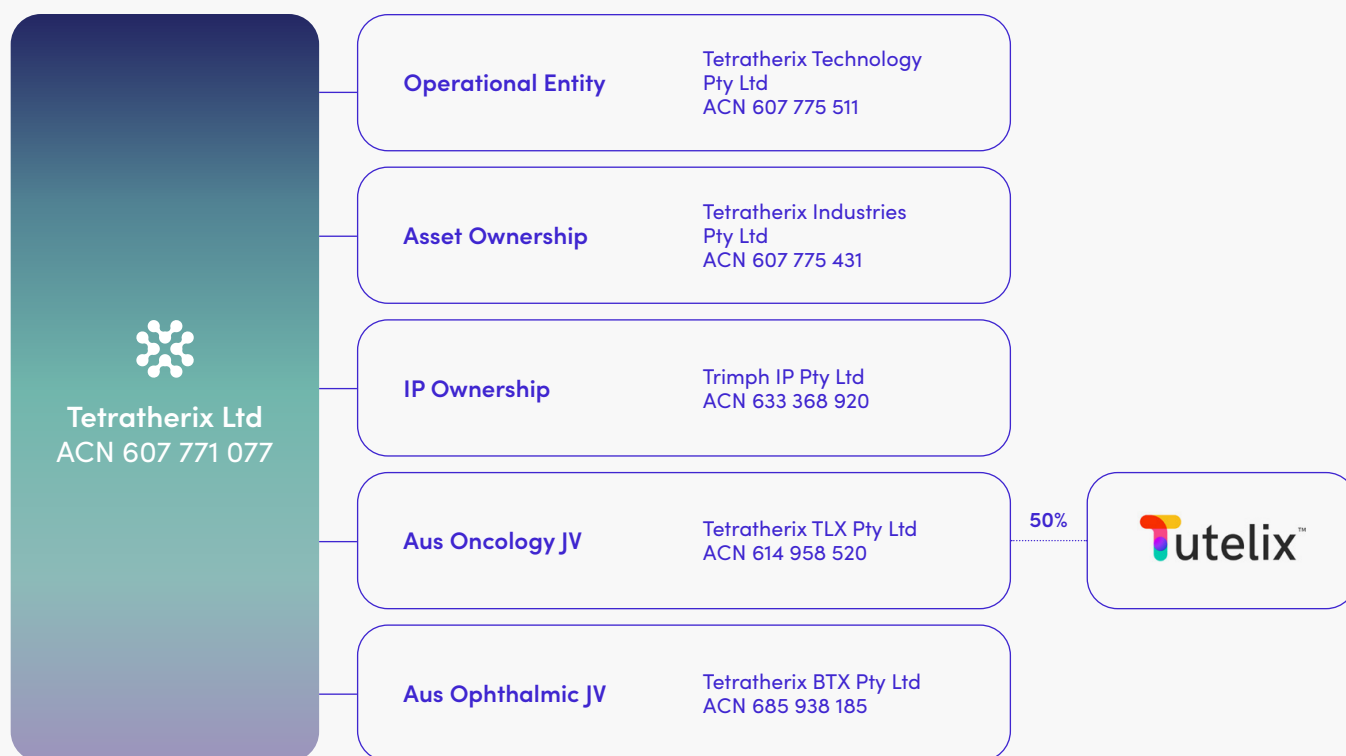 Tetratherix Ltd
ACN 607 771 077
Operational Entity
Tetratherix Technology
Pty Ltd
ACN 607 775 511
Asset Ownership
Tetratherix Industries
Pty Ltd
ACN 607 775 431
IP Ownership
Trimph IP Pty Ltd
ACN 633 368 920
Aus Oncology JV
Tetratherix TLX Pty Ltd
ACN 614 958 520
50%
Tutelix™
Aus Ophthalmic JV
Tetratherix BTX Pty Ltd
ACN 685 938 185